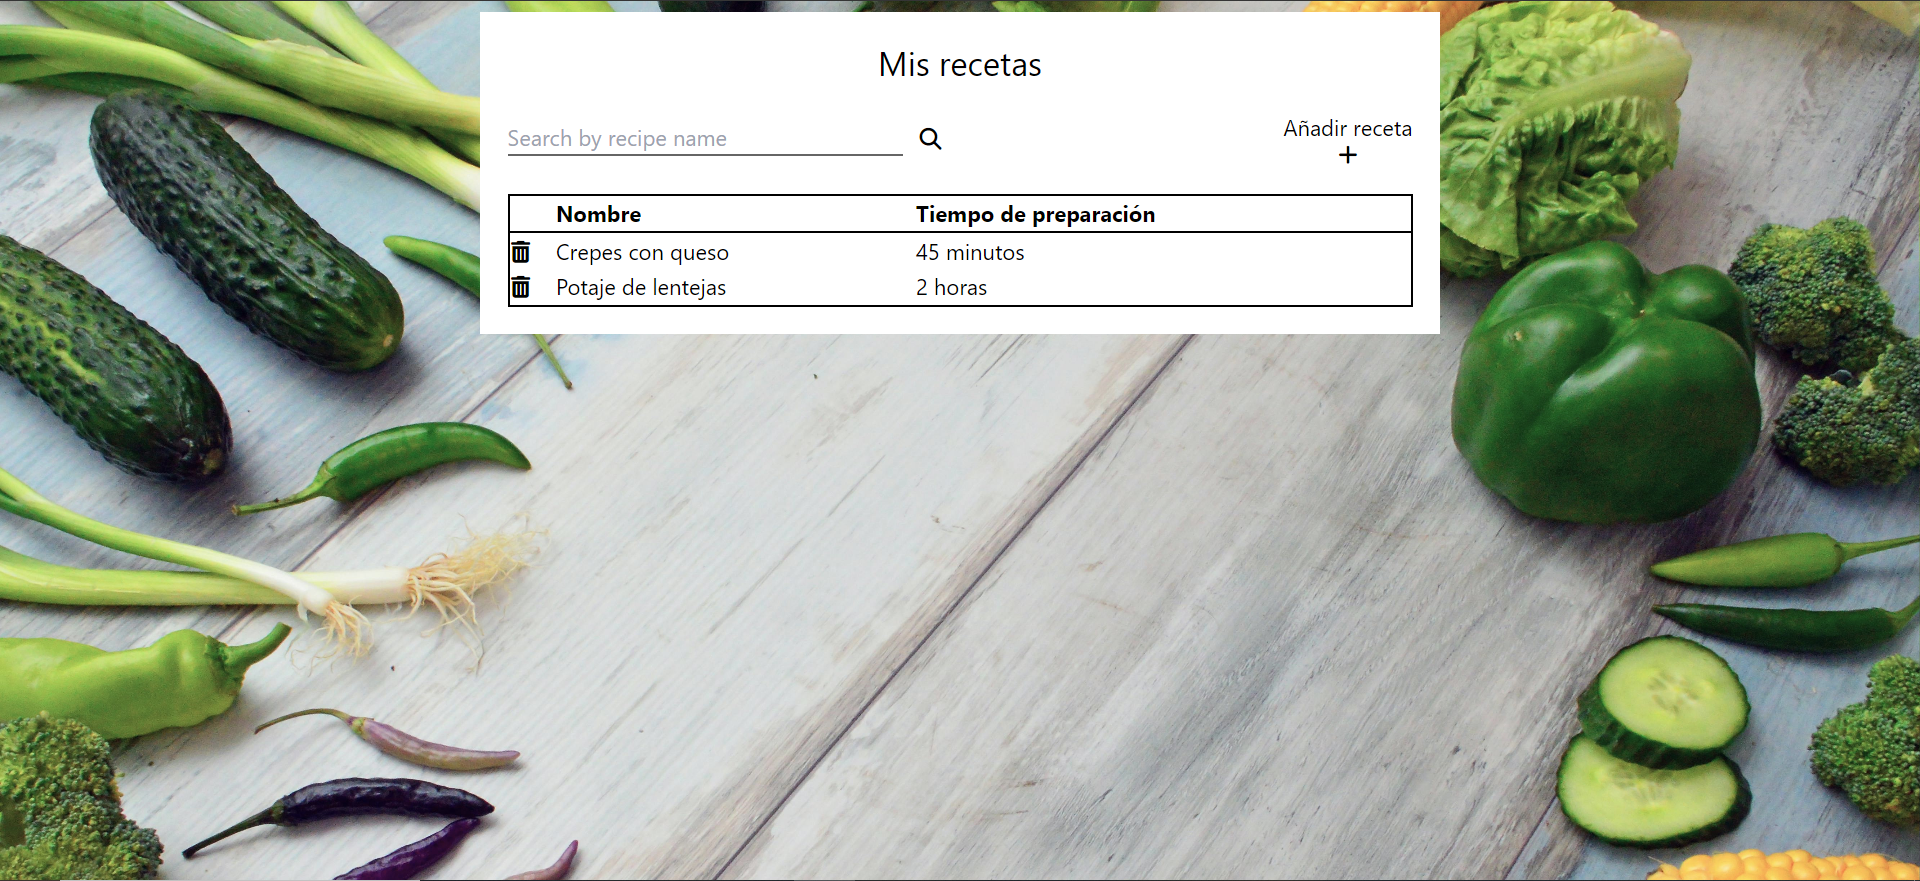 Mis recetas
Search by recipe name
Añadir receta
+
Nombre Tiempo de preparación
Crepes con queso 45 minutos
Potaje de lentejas 2 horas